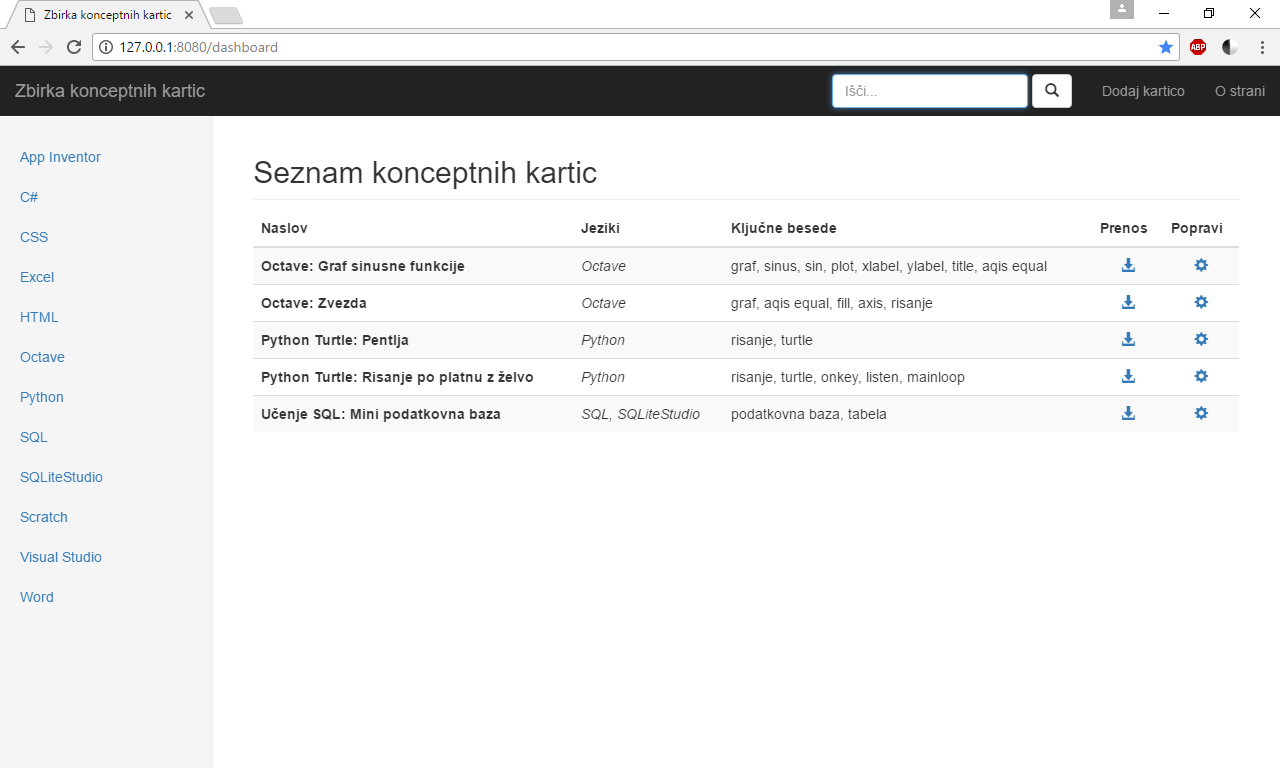 Zbirka konceptnih kartic
127.0.0.1:8080/dashboard
ABP
Zbirka konceptnih kartic
Išči...
Dodaj kartico
O strani
App Inventor
C#
CSS
Excel
HTML
Octave
Python
SQL
SQLiteStudio
Scratch
Visual Studio
Word
Seznam konceptnih kartic
Naslov Jeziki Ključne besede Prenos Popravi
Octave: Graf sinusne funkcije Octave graf, sinus, sin, plot, xlabel, ylabel, title, aqis equal
Octave: Zvezda Octave graf, aqis equal, fill, axis, risanje
Python Turtle: Pentlja Python risanje, turtle
Python Turtle: Risanje po platnu z želvo Python risanje, turtle, onkey, listen, mainloop
Učenje SQL: Mini podatkovna baza SQL, SQLiteStudio podatkovna baza, tabela